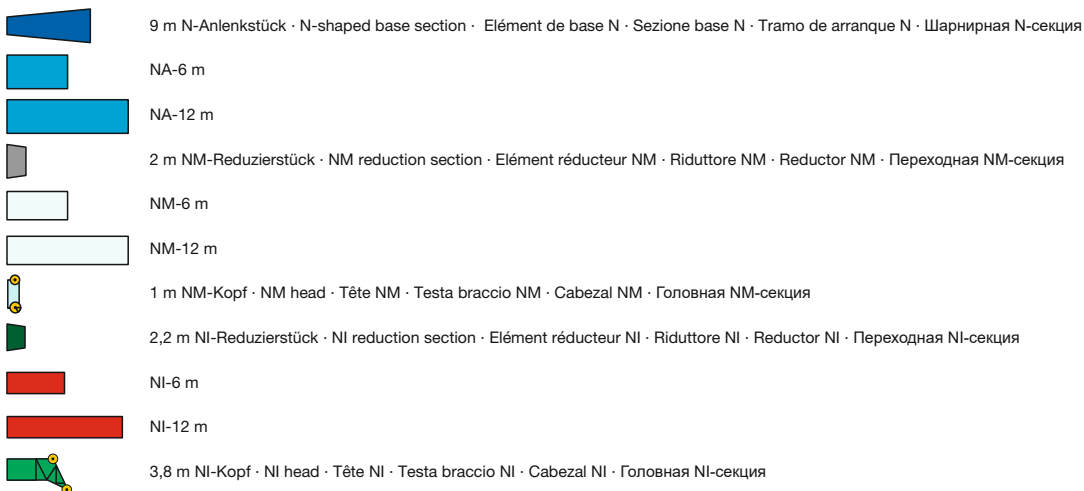 9 m N-Anlenkstück · N-shaped base section · Elément de base N · Sezione base N · Tramo de arranque N · Шарнирная N-секция
NA-6 m
NA-12 m
2 m NM-Reduzierstück · NM reduction section · Elément réducteur NM · Riduttore NM · Reductor NM · Переходная NM-секция
NM-6 m
NM-12 m
1 m NM-Kopf · NM head · Tête NM · Testa braccio NM · Cabezal NM · Головная NM-секция
2,2 m NI-Reduzierstück · NI reduction section · Elément réducteur NI · Riduttore NI · Reductor NI · Переходная NI-секция
NI-6 m
NI-12 m
3,8 m NI-Kopf · NI head · Tête NI · Testa braccio NI · Cabezal NI · Головная NI-секция